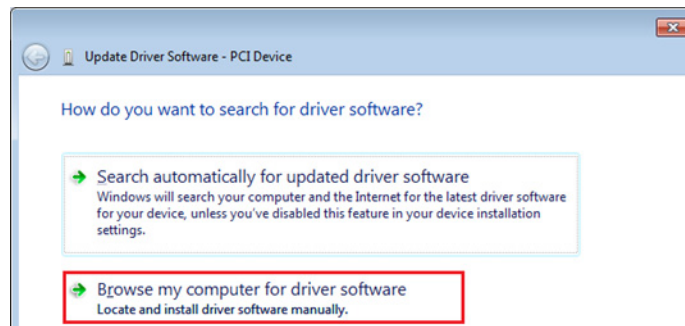 Update Driver Software - PCI Device
How do you want to search for driver software?
Search automatically for updated driver software
Windows will search your computer and the Internet for the latest driver software
for your device, unless you've disabled this feature in your device installation
settings.
Browse my computer for driver software
Locate and install driver software manually.